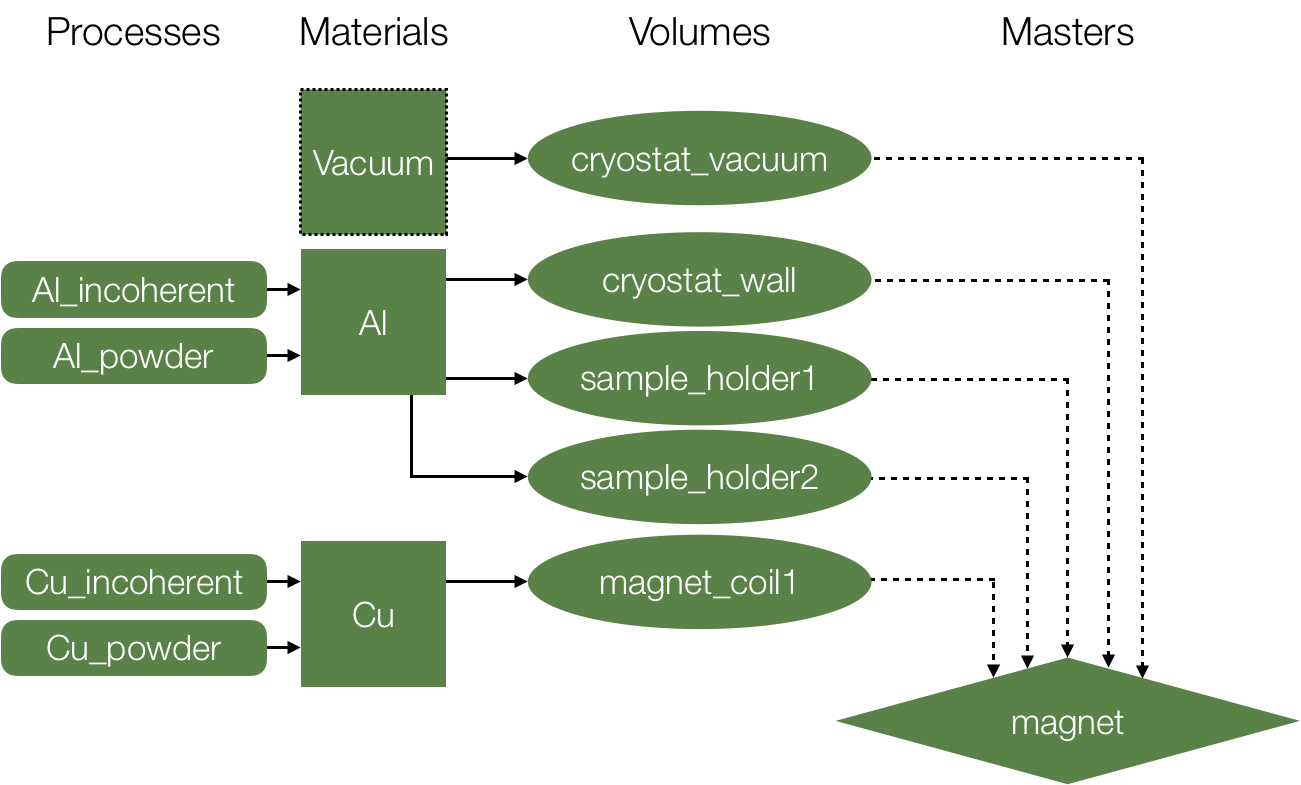 Processes Materials Volumes Masters
Vacuum
cryostat_vacuum
Al_incoherent
Al_powder
Al
cryostat_wall
sample_holder1
sample_holder2
Cu_incoherent
Cu_powder
Cu
magnet_coil1
magnet